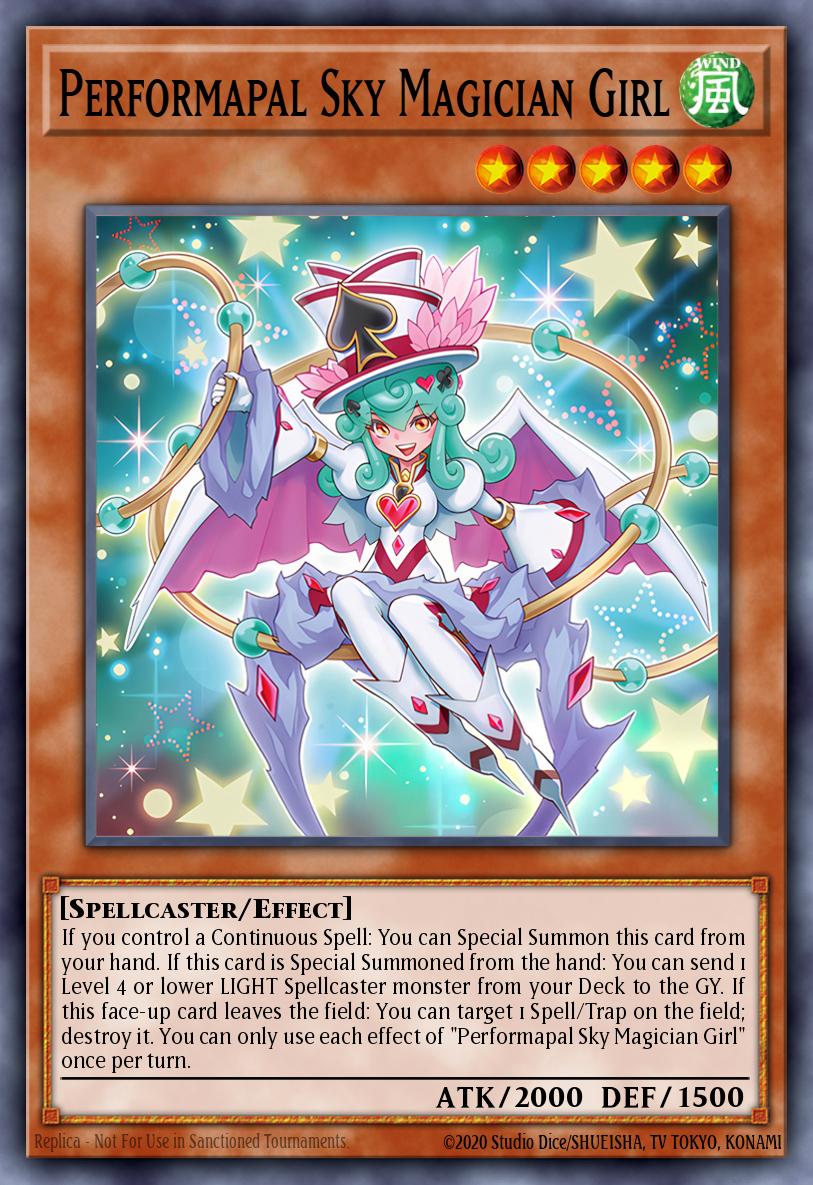 Performapal Sky Magician Girl
WIND
風
[Spellcaster/Effect]
If you control a Continuous Spell: You can Special Summon this card from
your hand. If this card is Special Summoned from the hand: You can send 1
Level 4 or lower LIGHT Spellcaster monster from your Deck to the GY. If
this face-up card leaves the field: You can target 1 Spell/Trap on the field;
destroy it. You can only use each effect of "Performapal Sky Magician Girl"
once per turn.
ATK/2000 DEF/1500
Replica - Not For Use in Sanctioned Tournaments.
©2020 Studio Dice/SHUEISHA, TV TOKYO, KONAMI